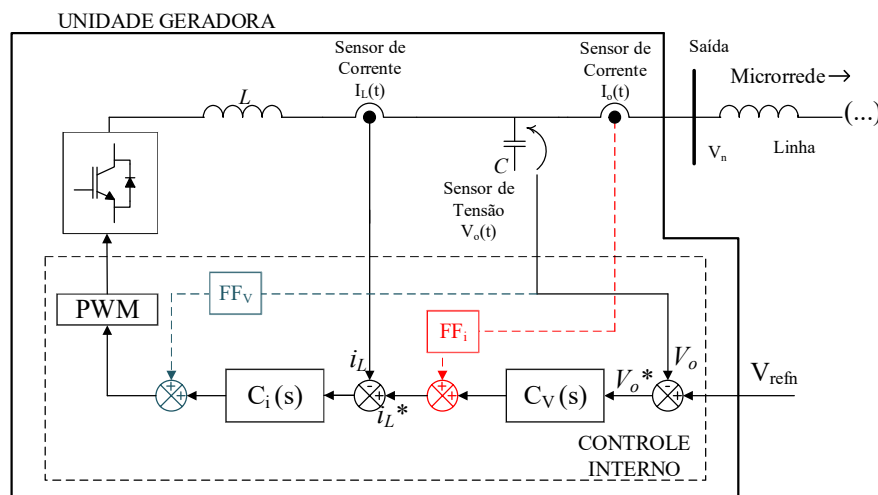 UNIDADE GERADORA
Sensor de
Corrente
I_L(t)
Sensor de
Corrente
I_o(t)
Saída
Microrrede →
L
(...)
C
V_n
Linha
Sensor de
Tensão
V_o(t)
FF_V
PWM
FF_i
i_L
V_o
V_refn
C_i(s)
i_L*
C_V(s)
V_o*
CONTROLE
INTERNO